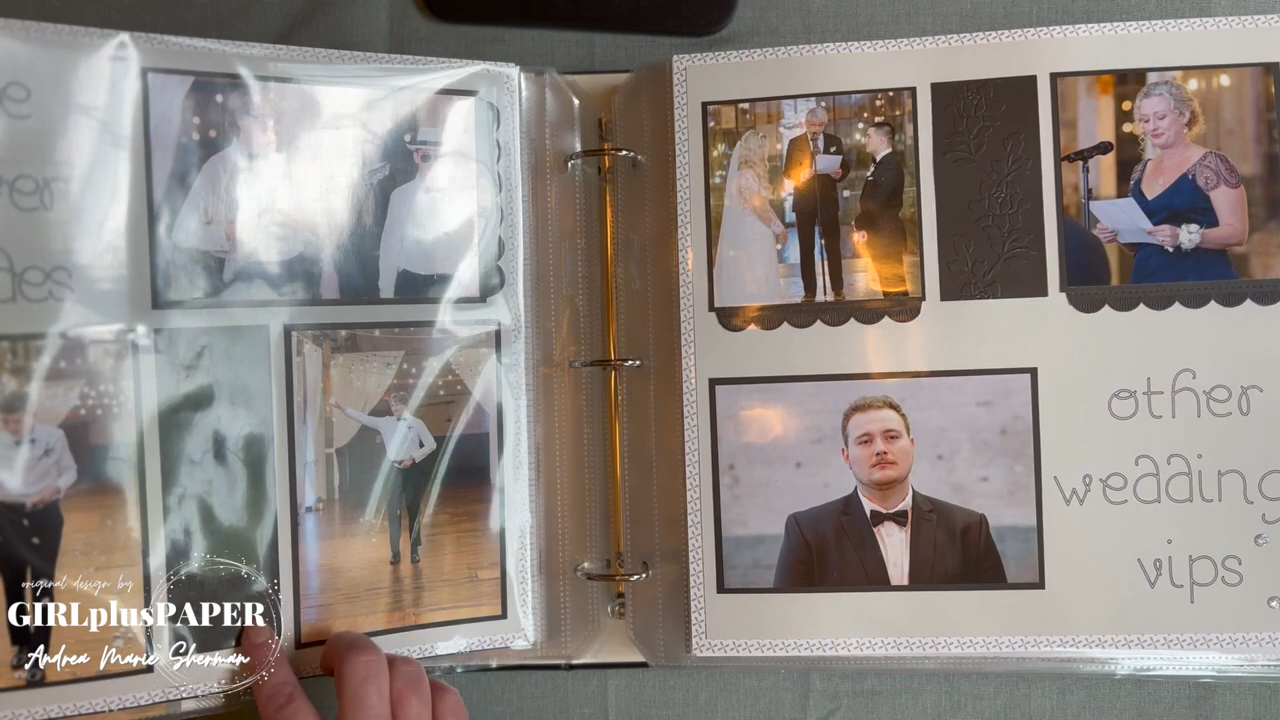 other
wedding
vips
original design by
GIRLplusPAPER
Andrea Marie Sherman